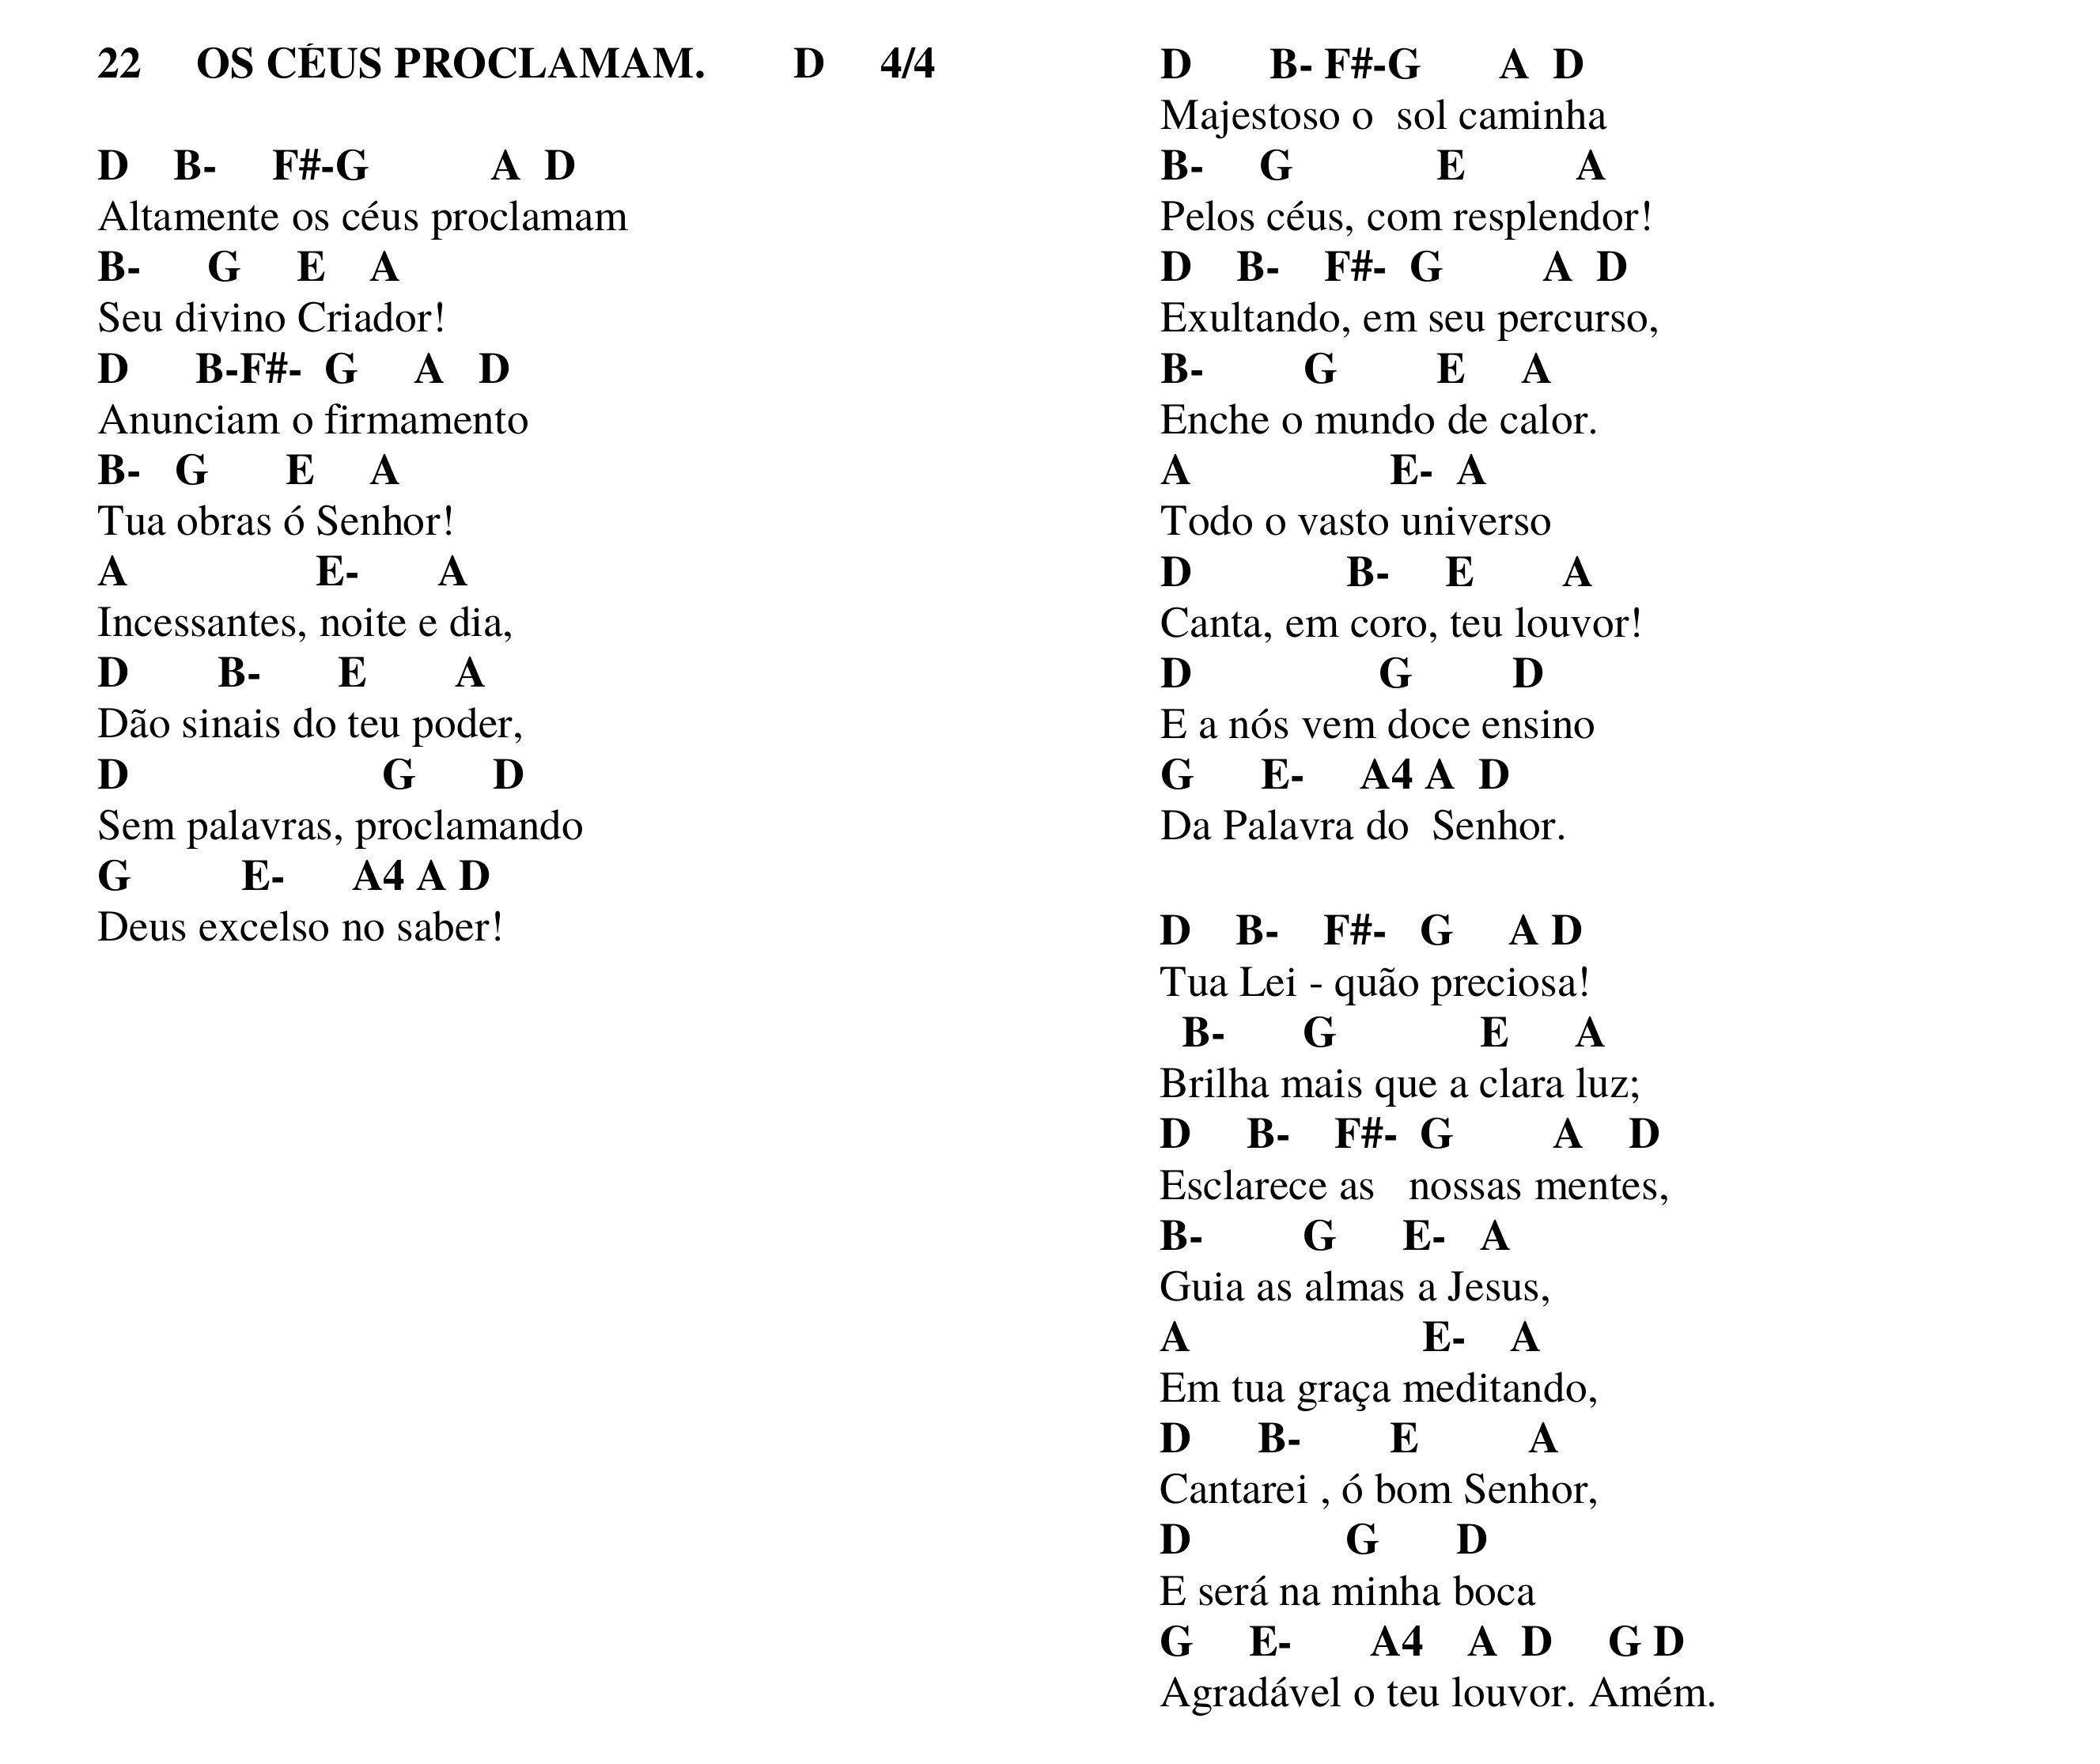 22     OS CÉUS PROCLAMAM.        D     4/4
D    B-     F#-G           A  D
Altamente os céus proclamam
B-      G     E    A
Seu divino Criador!
D      B-F#-  G     A   D
Anunciam o firmamento
B-   G       E     A
Tua obras ó Senhor!
A                 E-       A
Incessantes, noite e dia,
D        B-       E        A
Dão sinais do teu poder,
D                       G       D
Sem palavras, proclamando
G          E-      A4 A D
Deus excelso no saber!
D       B- F#-G       A  D
Majestoso o  sol caminha
B-     G             E          A
Pelos céus, com resplendor!
D    B-    F#-  G         A  D
Exultando, em seu percurso,
B-         G         E     A
Enche o mundo de calor.
A                  E-  A
Todo o vasto universo
D              B-     E        A
Canta, em coro, teu louvor!
D                 G         D
E a nós vem doce ensino
G      E-     A4 A  D
Da Palavra do  Senhor.
D    B-    F#-   G     A D
Tua Lei - quão preciosa!
  B-       G             E      A
Brilha mais que a clara luz;
D     B-    F#-  G         A    D
Esclarece as   nossas mentes,
B-         G      E-   A
Guia as almas a Jesus,
A                     E-    A
Em tua graça meditando,
D      B-        E          A
Cantarei , ó bom Senhor,
D              G       D
E será na minha boca
G     E-       A4    A  D     G D
Agradável o teu louvor. Amém.